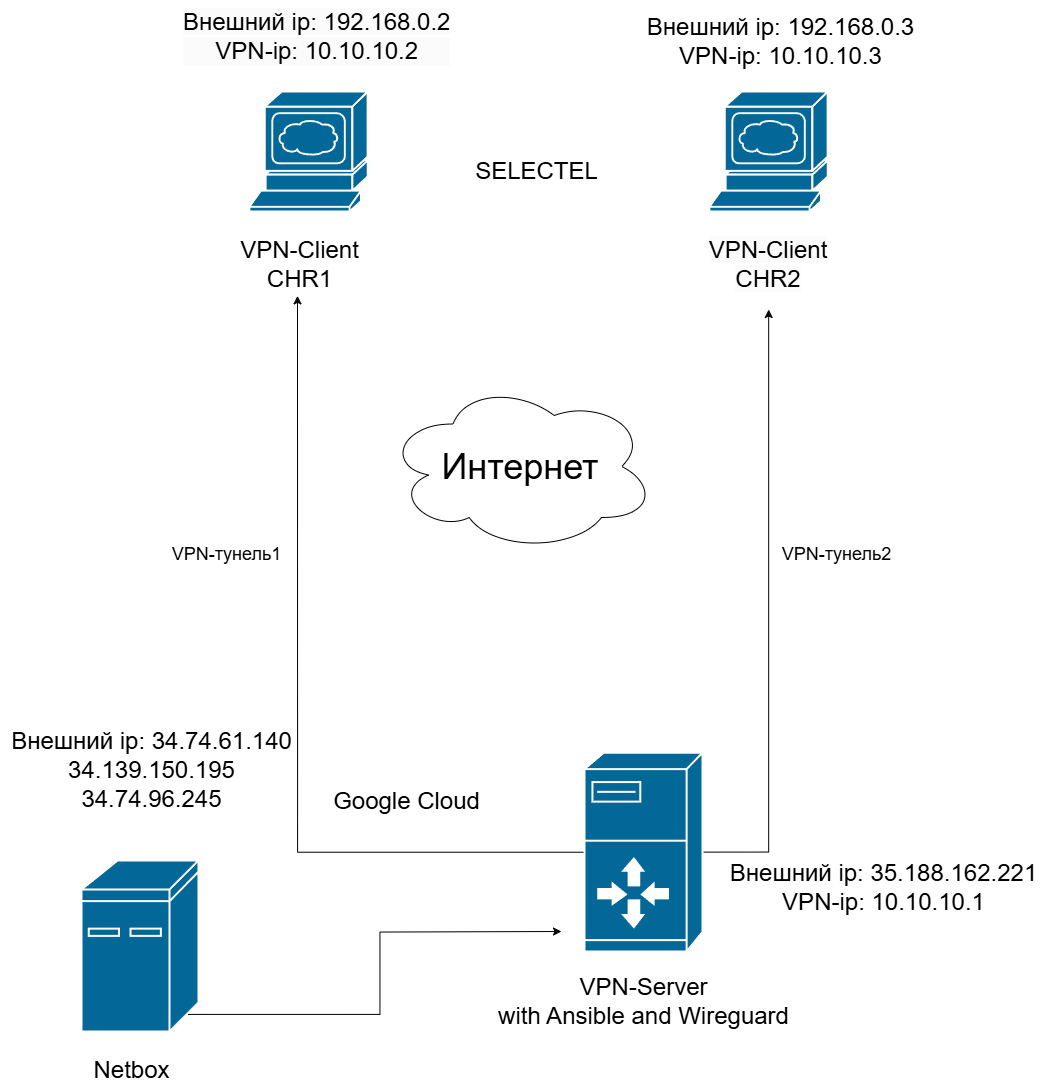 Внешний ip: 192.168.0.2
VPN-ip: 10.10.10.2
Внешний ip: 192.168.0.3
VPN-ip: 10.10.10.3
SELECTEL
VPN-Client
CHR1
VPN-Client
CHR2
Интернет
VPN-тунель1
VPN-тунель2
Внешний ip: 34.74.61.140
34.139.150.195
34.74.96.245
Google Cloud
Внешний ip: 35.188.162.221
VPN-ip: 10.10.10.1
VPN-Server
with Ansible and Wireguard
Netbox